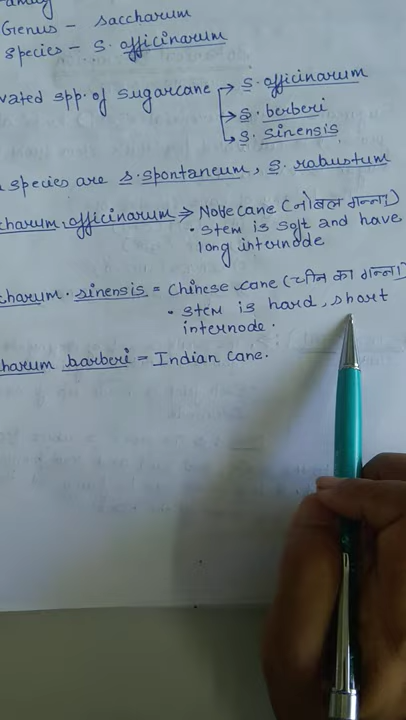 Genus - saccharum
species - S. officinarum
vated spp. of sugarcane → S. officinarum
→ S. berberi
→ S. sinensis
species are s. spontaneum, S. rabustum
charum officinarum ⇒ Noble cane (नोबल गन्ना)
• stem is soft and have
long internode
charum. sinensis = chinese cane (चीन का गन्ना)
• stem is hard, short
internode.
charum barberi = Indian cane.